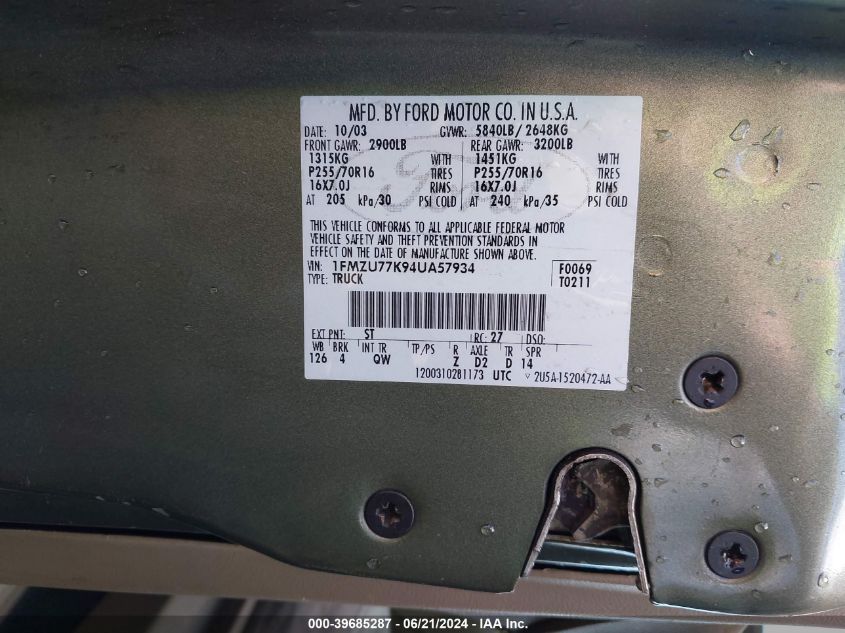 MFD. BY FORD MOTOR CO. IN U.S.A.
DATE: 10/03 GVWR: 5840LB/ 2648KG
FRONT GAWR: 2900LB REAR GAWR: 3200LB
1315KG WITH 1451KG WITH
P255/70R16 TIRES P255/70R16 TIRES
16X7.0J RIMS 16X7.0J RIMS
AT 205 kPa/30 PSI COLD AT 240 kPa/35 PSI COLD
Ford
THIS VEHICLE CONFORMS TO ALL APPLICABLE FEDERAL MOTOR
VEHICLE SAFETY AND THEFT PREVENTION STANDARDS IN
EFFECT ON THE DATE OF MANUFACTURE SHOWN ABOVE.
VIN: 1FMZU77K94UA57934 F0069
TYPE: TRUCK T0211
EXT PNT: ST RC: 27 DSO:
WB BRK INT TR TP/PS R AXLE TR SPR
126 4 QW Z D2 D 14
1200310281173 UTC V 2U5A-1520472-AA
000-39685287 - 06/21/2024 - IAA Inc.